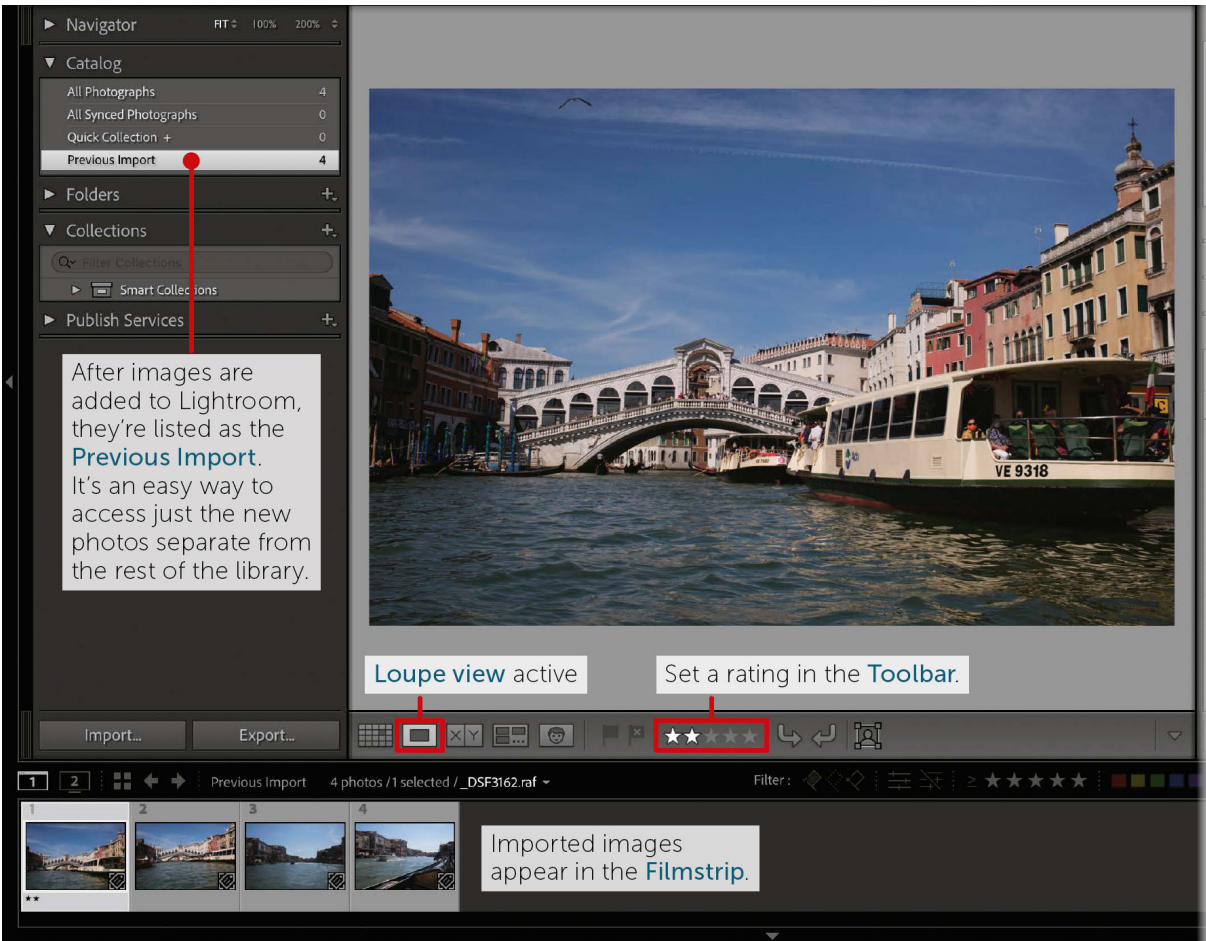 Navigator FIT 100% 200%
Catalog
All Photographs 4
All Synced Photographs 0
Quick Collection + 0
Previous Import 4
Folders +
Collections +
Filter Collections
Smart Collections
Publish Services +
After images are
added to Lightroom,
they're listed as the
Previous Import.
It's an easy way to
access just the new
photos separate from
the rest of the library.
VE 9318
Loupe view active
Set a rating in the Toolbar.
Import... Export...
X Y
1 2 Previous Import 4 photos / 1 selected / _DSF3162.raf Filter : ≥ ★★★★★
1 2 3 4
Imported images
appear in the Filmstrip.